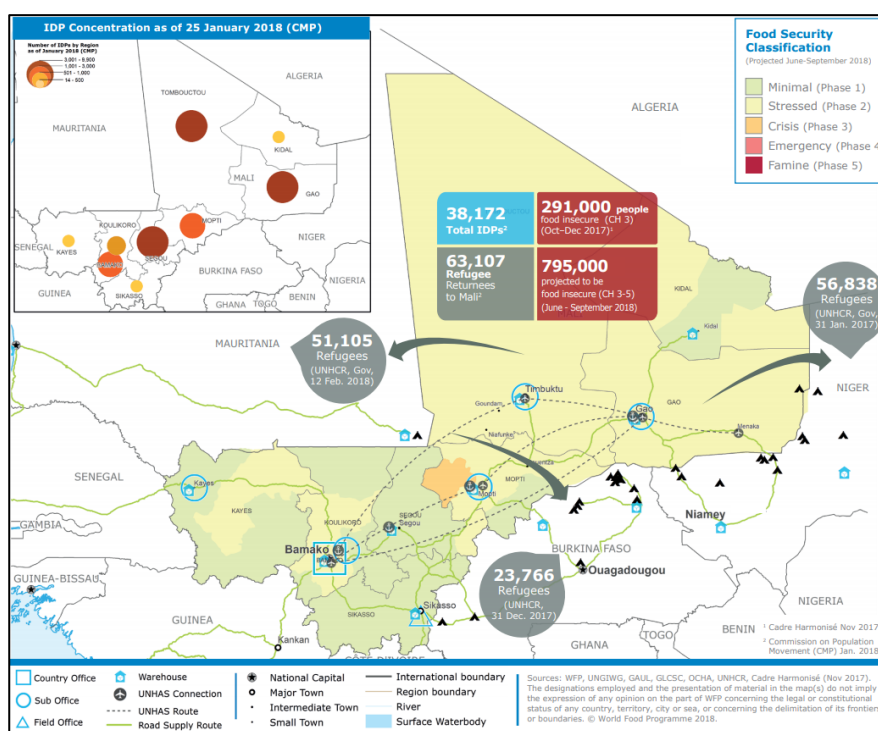 IDP Concentration as of 25 January 2018 (CMP)
Number of IDPs by Region
as of January 2018 (CMP)
1,001 - 3,000
501 - 1,000
14 - 500
ALGERIA
TOMBOUCTOU
MAURITANIA
KIDAL
MALI
GAO
MOPTI
KOULIKORO
SENEGAL
KAYES
SEGOU
NIGER
BURKINA FASO
SIKASSO
GUINEA
BENIN
NIGERIA
GHANA
TOGO
Food Security
Classification
(Projected June-September 2018)
Minimal (Phase 1)
Stressed (Phase 2)
Crisis (Phase 3)
Emergency (Phase 4
Famine (Phase 5)
ALGERIA
38,172
Total IDPs²
291,000 people
food insecure (CH 3)
(Oct–Dec 2017)¹
63,107
Refugee
Returnees
to Mali²
795,000
projected to be
food insecure (CH 3-5)
(June - September 2018)
56,838
Refugees
(UNHCR, Gov,
31 Jan. 2017)
MAURITANIA
51,105
Refugees
(UNHCR, Gov,
12 Feb. 2018)
KIDAL
Kidal
NIGER
Timbuktu
Goundam
Niafunke
Gao
GAO
Menaka
SENEGAL
Kayes
KAYES
MOPTI
Mopti
KOULIKORO
SEGOU
Segou
Bamako
Niamey
GAMBIA
BURKINA FASO
Ouagadougou
GUINEA-BISSAU
23,766
Refugees
(UNHCR,
31 Dec. 2017)
SIKASSO
Sikasso
NIGERIA
GUINEA
Kankan
CÔTE D'IVOIRE
GHANA
TOGO
BENIN
¹ Cadre Harmonisé Nov 2017
² Commission on Population
Movement (CMP) Jan. 2018
Country Office
Sub Office
Field Office
Warehouse
UNHAS Connection
UNHAS Route
Road Supply Route
National Capital
Major Town
Intermediate Town
Small Town
International boundary
Region boundary
River
Surface Waterbody
Sources: WFP, UNGIWG, GAUL, GLCSC, OCHA, UNHCR, Cadre Harmonisé (Nov 2017).
The designations employed and the presentation of material in the map(s) do not imply
the expression of any opinion on the part of WFP concerning the legal or constitutional
status of any country, territory, city or sea, or concerning the delimitation of its frontier
or boundaries. © World Food Programme 2018.